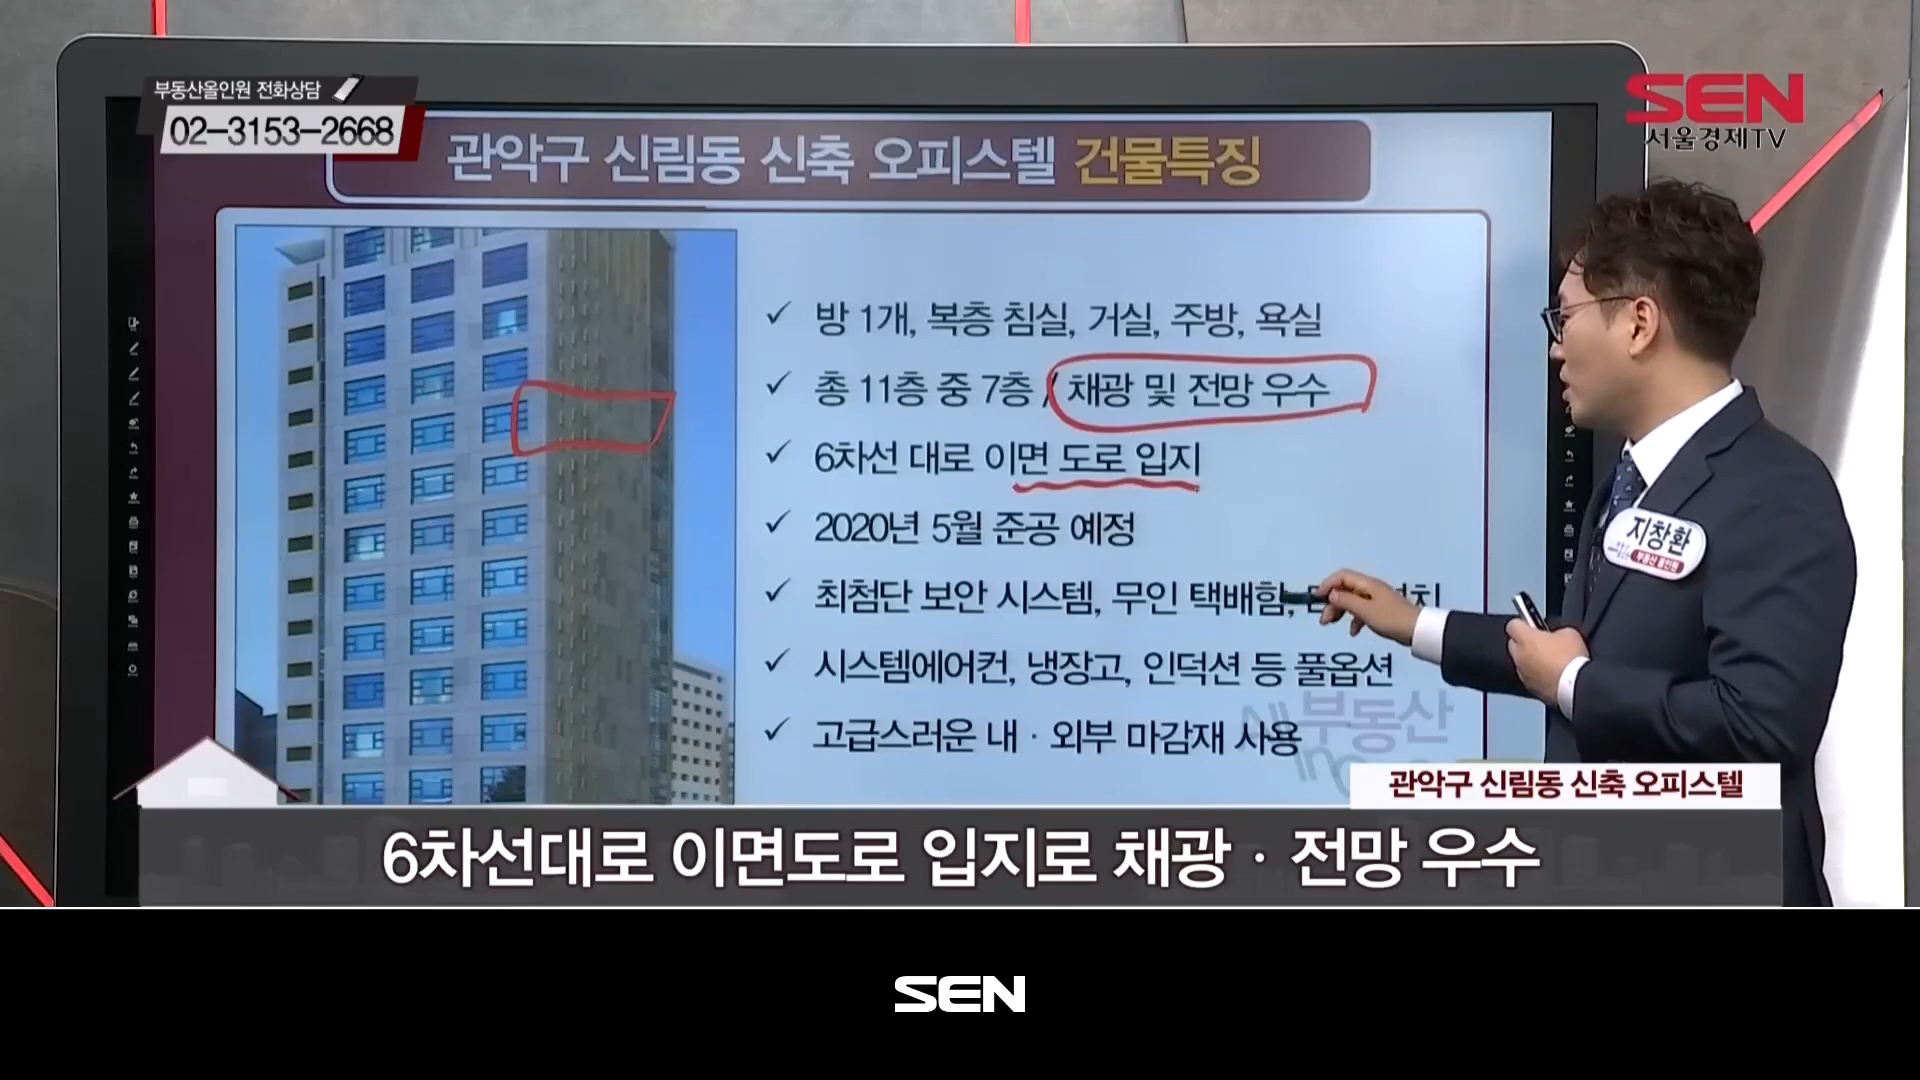 부동산올인원 전화상담
02-3153-2668
SEN
서울경제TV
관악구 신림동 신축 오피스텔 건물특징
✓ 방 1개, 복층 침실, 거실, 주방, 욕실
✓ 총 11층 중 7층 / 채광 및 전망 우수
✓ 6차선 대로 이면 도로 입지
✓ 2020년 5월 준공 예정
✓ 최첨단 보안 시스템, 무인 택배함,
✓ 시스템에어컨, 냉장고, 인덕션 등 풀옵션
✓ 고급스러운 내 · 외부 마감재 사용
부동산
지창환
부동산 올인원
관악구 신림동 신축 오피스텔
6차선대로 이면도로 입지로 채광 · 전망 우수
SEN